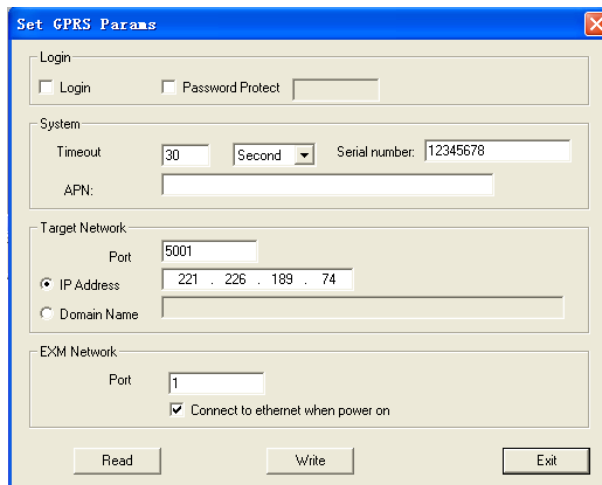 Set GPRS Params
Login
Login Password Protect
System
Timeout 30 Second Serial number: 12345678
APN:
Target Network
Port 5001
IP Address 221 . 226 . 189 . 74
Domain Name
EXM Network
Port 1
Connect to ethernet when power on
Read Write Exit